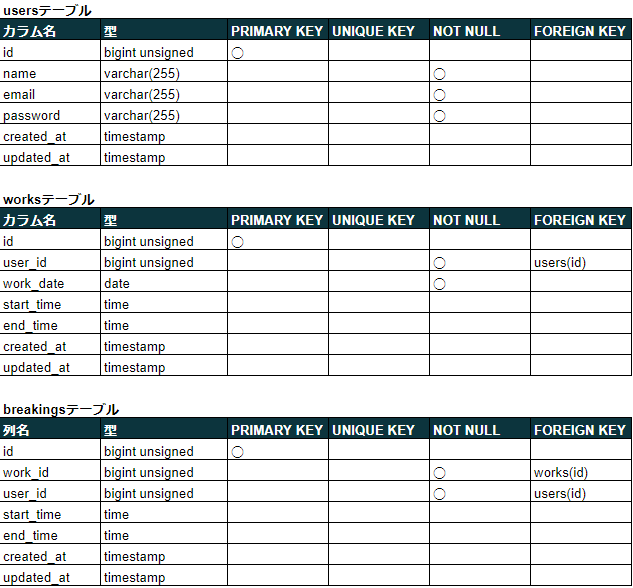 usersテーブル
カラム名 型 PRIMARY KEY UNIQUE KEY NOT NULL FOREIGN KEY
id bigint unsigned ○
name varchar(255) ○
email varchar(255) ○
password varchar(255) ○
created_at timestamp
updated_at timestamp
worksテーブル
カラム名 型 PRIMARY KEY UNIQUE KEY NOT NULL FOREIGN KEY
id bigint unsigned ○
user_id bigint unsigned ○ users(id)
work_date date ○
start_time time
end_time time
created_at timestamp
updated_at timestamp
breakingsテーブル
列名 型 PRIMARY KEY UNIQUE KEY NOT NULL FOREIGN KEY
id bigint unsigned ○
work_id bigint unsigned ○ works(id)
user_id bigint unsigned ○ users(id)
start_time time
end_time time
created_at timestamp
updated_at timestamp